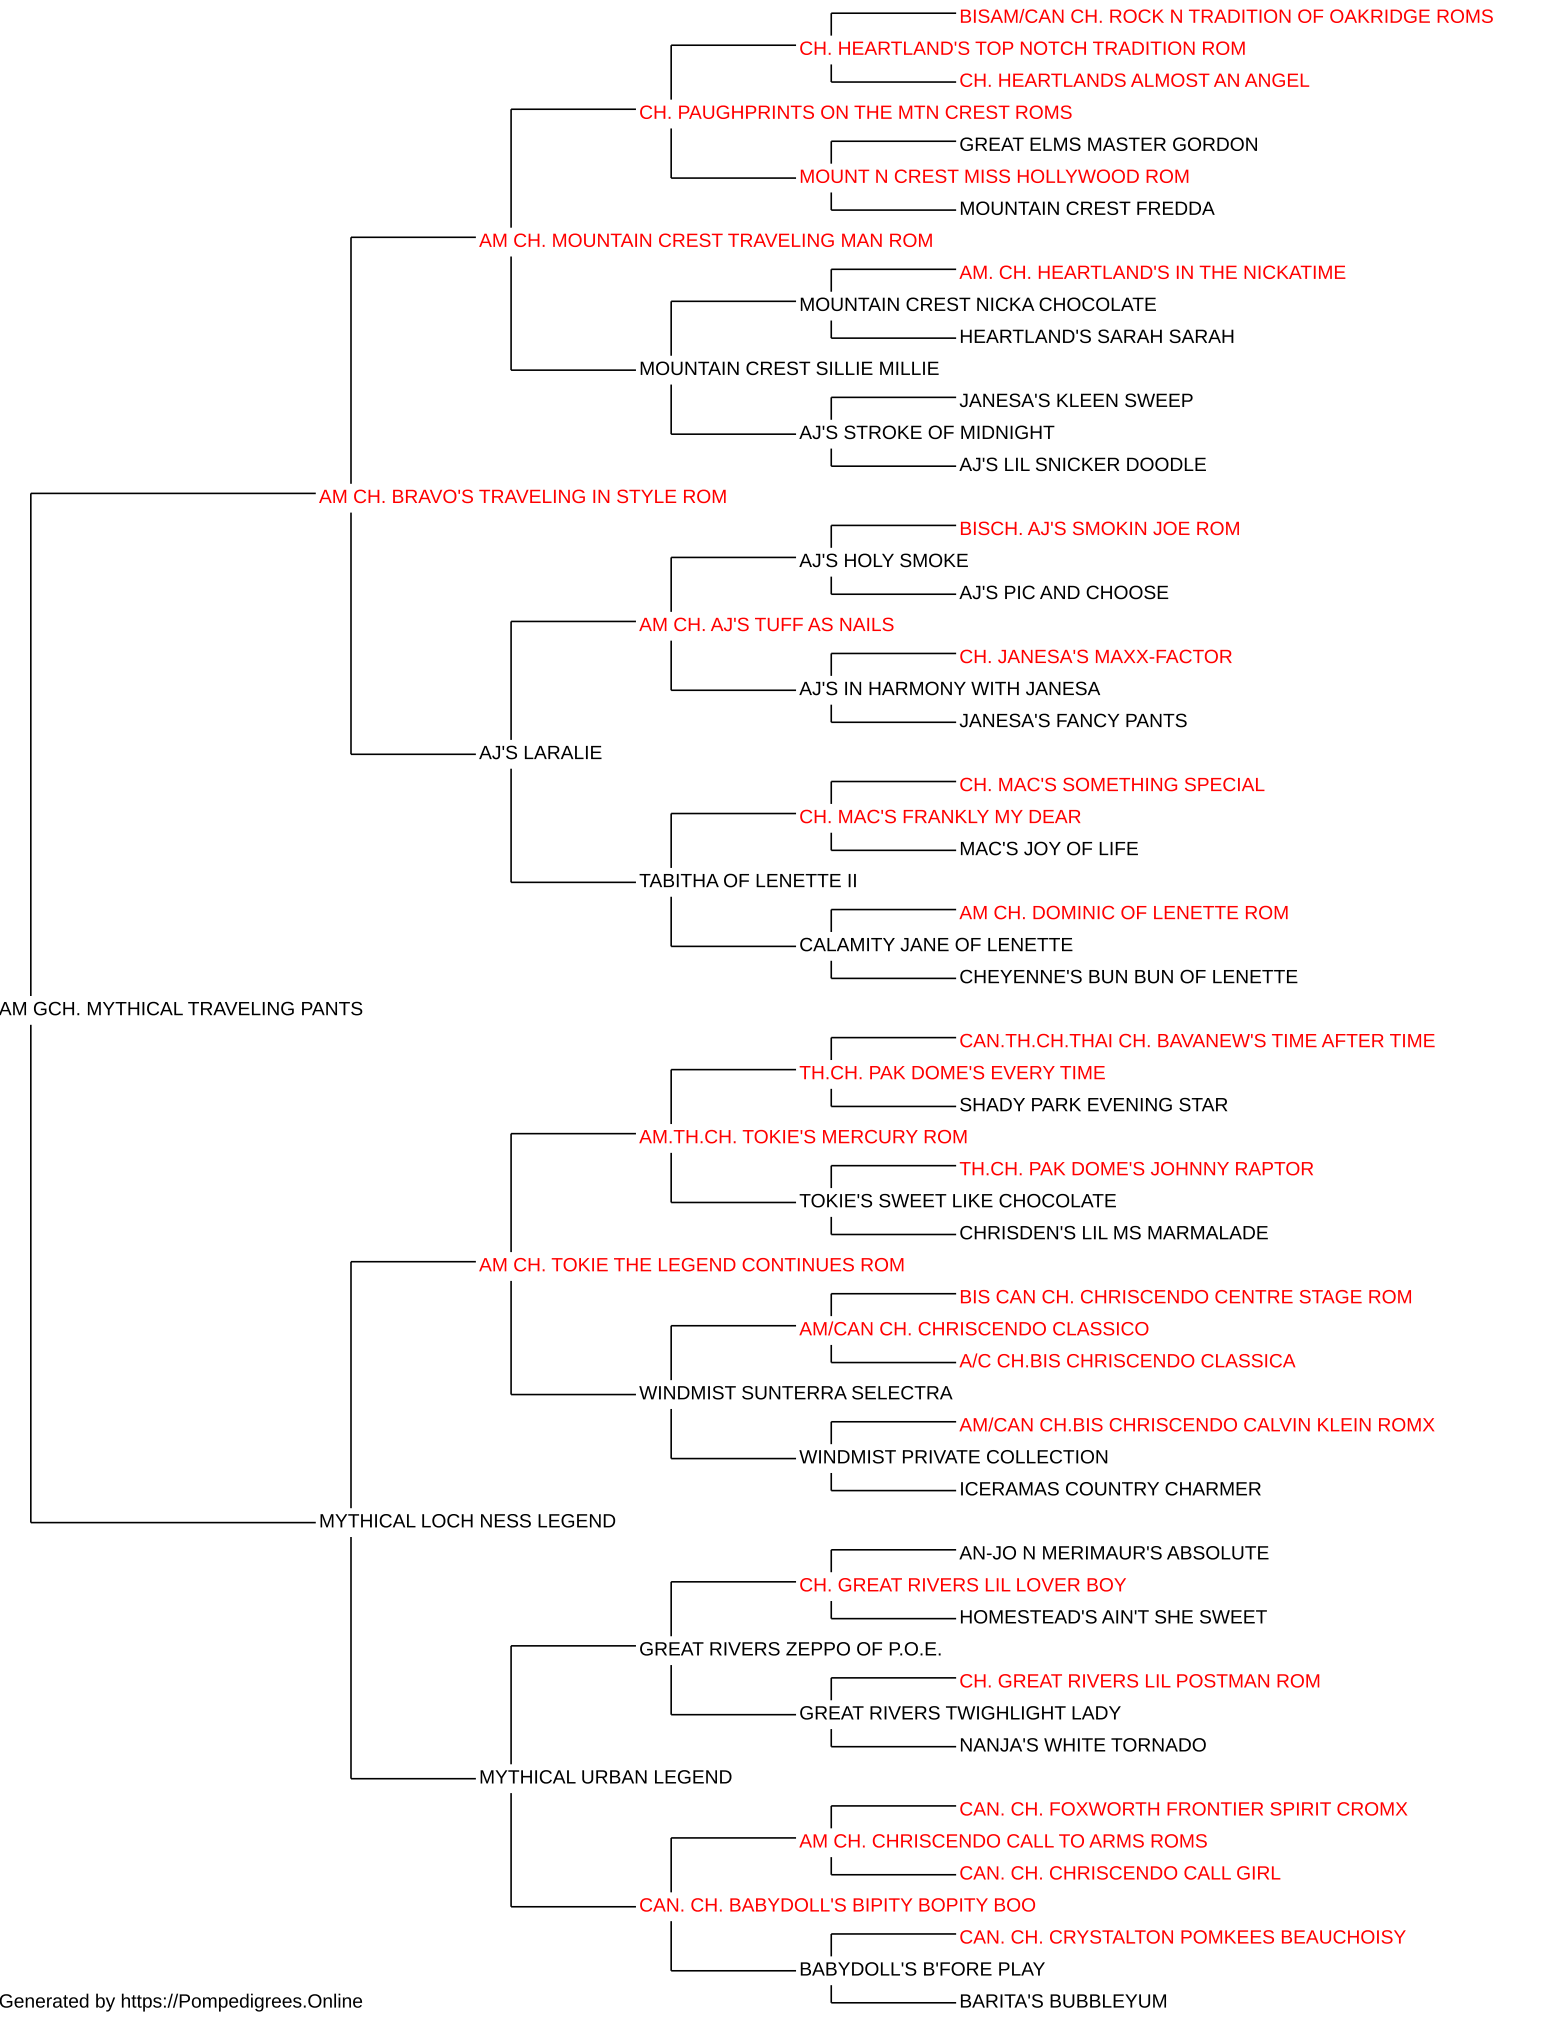 BISAM/CAN CH. ROCK N TRADITION OF OAKRIDGE ROMS
CH. HEARTLAND'S TOP NOTCH TRADITION ROM
CH. HEARTLANDS ALMOST AN ANGEL
CH. PAUGHPRINTS ON THE MTN CREST ROMS
GREAT ELMS MASTER GORDON
MOUNT N CREST MISS HOLLYWOOD ROM
MOUNTAIN CREST FREDDA
AM CH. MOUNTAIN CREST TRAVELING MAN ROM
AM. CH. HEARTLAND'S IN THE NICKATIME
MOUNTAIN CREST NICKA CHOCOLATE
HEARTLAND'S SARAH SARAH
MOUNTAIN CREST SILLIE MILLIE
JANESA'S KLEEN SWEEP
AJ'S STROKE OF MIDNIGHT
AJ'S LIL SNICKER DOODLE
AM CH. BRAVO'S TRAVELING IN STYLE ROM
BISCH. AJ'S SMOKIN JOE ROM
AJ'S HOLY SMOKE
AJ'S PIC AND CHOOSE
AM CH. AJ'S TUFF AS NAILS
CH. JANESA'S MAXX-FACTOR
AJ'S IN HARMONY WITH JANESA
JANESA'S FANCY PANTS
AJ'S LARALIE
CH. MAC'S SOMETHING SPECIAL
CH. MAC'S FRANKLY MY DEAR
MAC'S JOY OF LIFE
TABITHA OF LENETTE II
AM CH. DOMINIC OF LENETTE ROM
CALAMITY JANE OF LENETTE
CHEYENNE'S BUN BUN OF LENETTE
AM GCH. MYTHICAL TRAVELING PANTS
CAN.TH.CH.THAI CH. BAVANEW'S TIME AFTER TIME
TH.CH. PAK DOME'S EVERY TIME
SHADY PARK EVENING STAR
AM.TH.CH. TOKIE'S MERCURY ROM
TH.CH. PAK DOME'S JOHNNY RAPTOR
TOKIE'S SWEET LIKE CHOCOLATE
CHRISDEN'S LIL MS MARMALADE
AM CH. TOKIE THE LEGEND CONTINUES ROM
BIS CAN CH. CHRISCENDO CENTRE STAGE ROM
AM/CAN CH. CHRISCENDO CLASSICO
A/C CH.BIS CHRISCENDO CLASSICA
WINDMIST SUNTERRA SELECTRA
AM/CAN CH.BIS CHRISCENDO CALVIN KLEIN ROMX
WINDMIST PRIVATE COLLECTION
ICERAMAS COUNTRY CHARMER
MYTHICAL LOCH NESS LEGEND
AN-JO N MERIMAUR'S ABSOLUTE
CH. GREAT RIVERS LIL LOVER BOY
HOMESTEAD'S AIN'T SHE SWEET
GREAT RIVERS ZEPPO OF P.O.E.
CH. GREAT RIVERS LIL POSTMAN ROM
GREAT RIVERS TWIGHLIGHT LADY
NANJA'S WHITE TORNADO
MYTHICAL URBAN LEGEND
CAN. CH. FOXWORTH FRONTIER SPIRIT CROMX
AM CH. CHRISCENDO CALL TO ARMS ROMS
CAN. CH. CHRISCENDO CALL GIRL
CAN. CH. BABYDOLL'S BIPITY BOPITY BOO
CAN. CH. CRYSTALTON POMKEES BEAUCHOISY
BABYDOLL'S B'FORE PLAY
BARITA'S BUBBLEYUM
Generated by https://Pompedigrees.Online